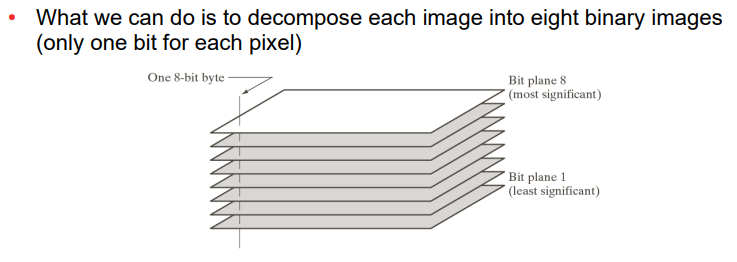 • What we can do is to decompose each image into eight binary images
(only one bit for each pixel)
One 8-bit byte
Bit plane 8
(most significant)
Bit plane 1
(least significant)